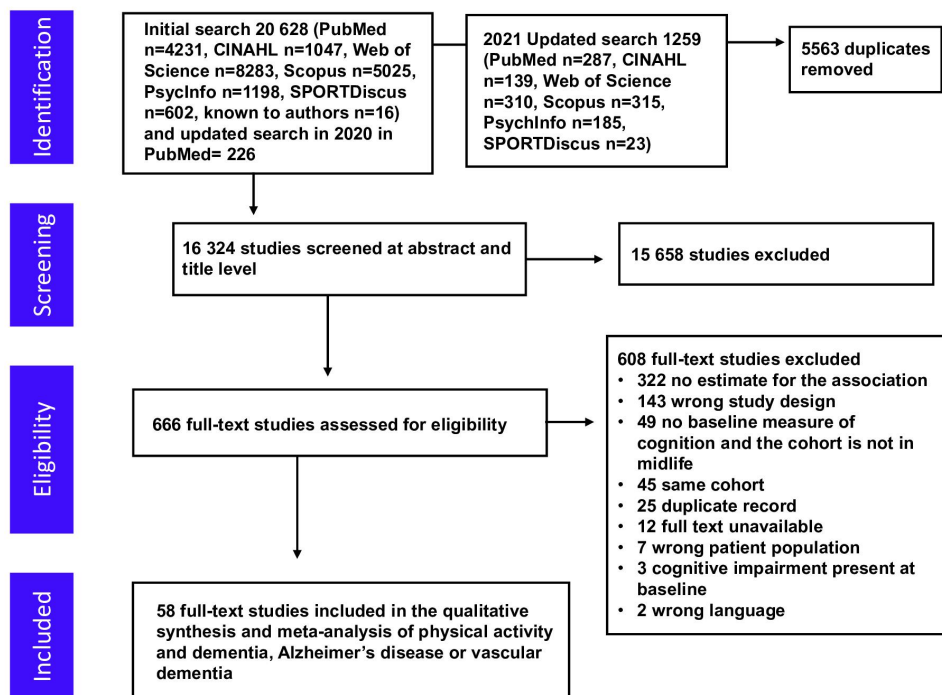 Identification
Initial search 20 628 (PubMed
n=4231, CINAHL n=1047, Web of
Science n=8283, Scopus n=5025,
PsycInfo n=1198, SPORTDiscus
n=602, known to authors n=16)
and updated search in 2020 in
PubMed= 226
2021 Updated search 1259
(PubMed n=287, CINAHL
n=139, Web of Science
n=310, Scopus n=315,
PsychInfo n=185,
SPORTDiscus n=23)
5563 duplicates
removed
Screening
16 324 studies screened at abstract and
title level
15 658 studies excluded
Eligibility
666 full-text studies assessed for eligibility
608 full-text studies excluded
• 322 no estimate for the association
• 143 wrong study design
• 49 no baseline measure of
cognition and the cohort is not in
midlife
• 45 same cohort
• 25 duplicate record
• 12 full text unavailable
• 7 wrong patient population
• 3 cognitive impairment present at
baseline
• 2 wrong language
Included
58 full-text studies included in the qualitative
synthesis and meta-analysis of physical activity
and dementia, Alzheimer’s disease or vascular
dementia